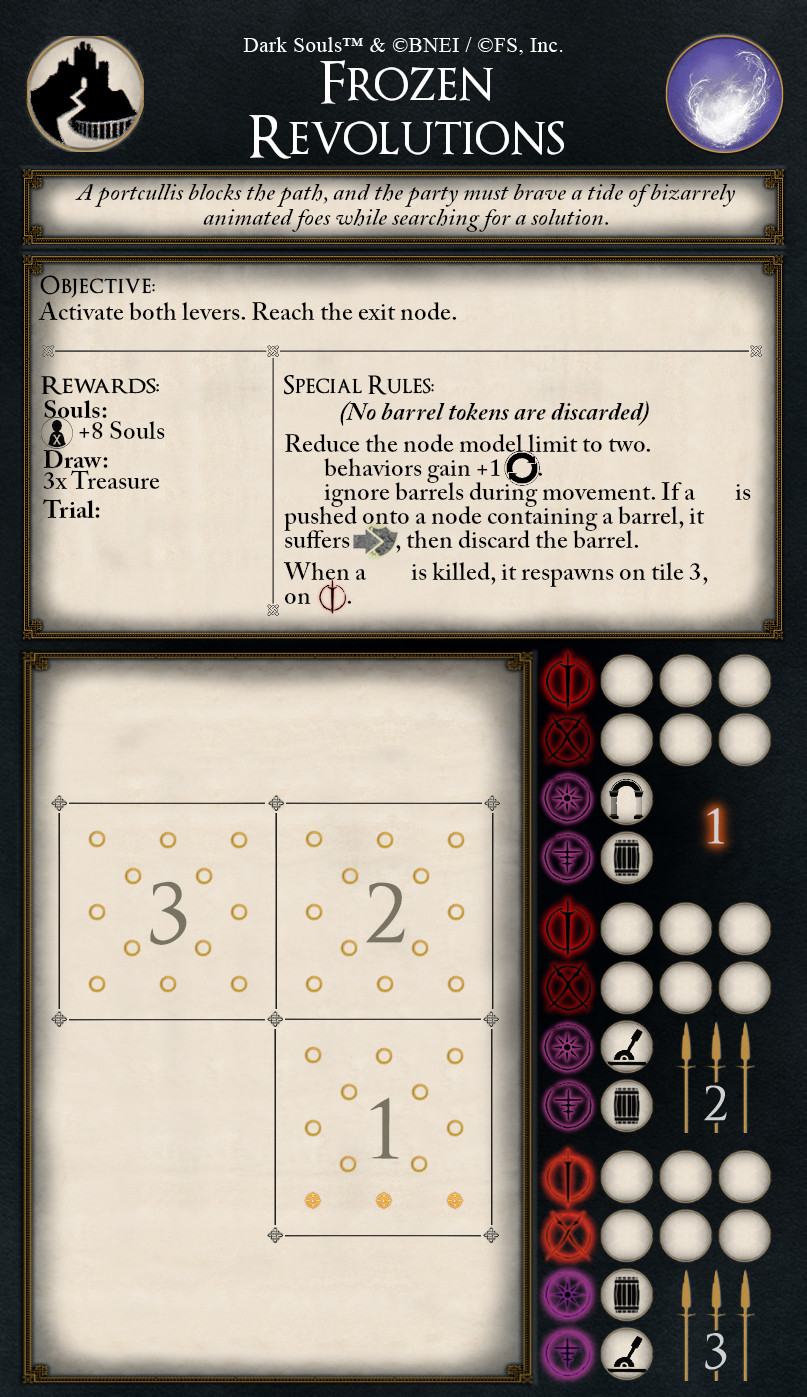 Dark Souls™ & ©BNEI / ©FS, Inc.
Frozen
Revolutions
A portcullis blocks the path, and the party must brave a tide of bizarrely
animated foes while searching for a solution.
Objective:
Activate both levers. Reach the exit node.
Rewards:
Souls:
X +8 Souls
Draw:
3x Treasure
Trial:
Special Rules:
(No barrel tokens are discarded)
Reduce the node model limit to two.
behaviors gain +1 .
ignore barrels during movement. If a is
pushed onto a node containing a barrel, it
suffers , then discard the barrel.
When a is killed, it respawns on tile 3,
on .
3
2
1
1
2
3